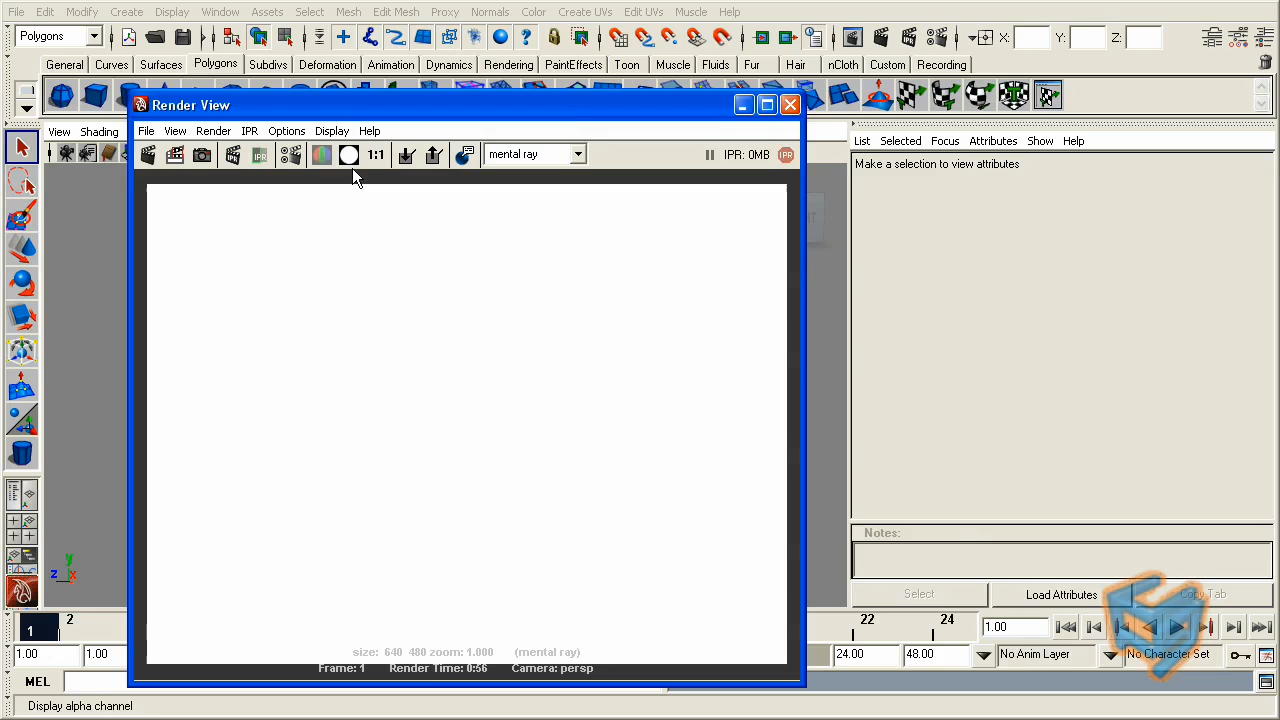 File Edit Modify Create Display Window Assets Select Mesh Edit Mesh Proxy Normals Color Create UVs Edit UVs Muscle Help
Polygons X: Y: Z:
General Curves Surfaces Polygons Subdivs Deformation Animation Dynamics Rendering PaintEffects Toon Muscle Fluids Fur Hair nCloth Custom Recording
Render View
View Shading
File View Render IPR Options Display Help
List Selected Focus Attributes Show Help
IPR 1:1 mental ray IPR: 0MB IPR
Make a selection to view attributes
Notes:
y
z x
Select Load Attributes Copy Tab
size: 640 480 zoom: 1.000 (mental ray)
Frame: 1 Render Time: 0:56 Camera: persp
1 2 22 24 1.00
1.00 1.00 24.00 48.00 No Anim Layer No Character Set
MEL
Display alpha channel